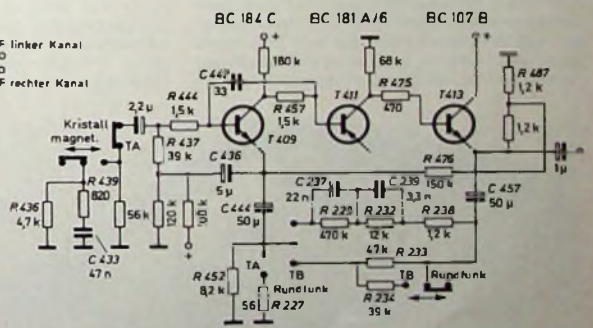 BC 184 C BC 181 A/6 BC 107 B
F linker Kanal
F rechter Kanal
180 k
68 k
R 487
1,2 k
C 442
33
R 475
470
2,2 µ
R 444
1,5 k
R 457
1,5 k
T 409
T 411
T 413
1,2 k
Kristall
magnet.
TA
R 437
39 k
C 436
5 µ
R 476
150 k
1 µ
R 439
820
R 436
4,7 k
56 k
120 k
C 444
50 µ
C 237
22 n
C 239
3,3 n
C 457
50 µ
R 229
470 k
R 232
12 k
R 238
1,2 k
C 433
47 n
R 452
8,2 k
TA
Rundfunk
56 R 227
TB
47 k
R 233
R 234
39 k
TB
Rundfunk